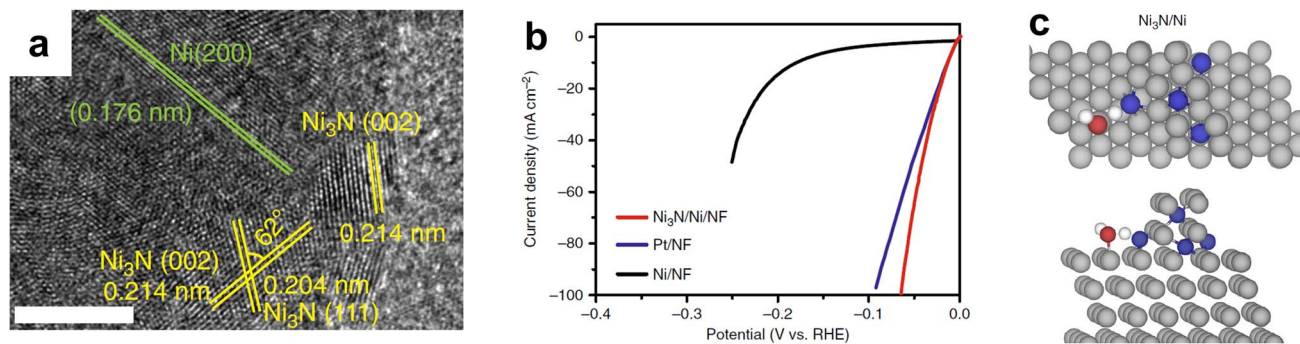 a
Ni(200)
(0.176 nm)
Ni₃N (002)
0.214 nm
62°
Ni₃N (002)
0.214 nm
0.204 nm
Ni₃N (111)
b
0
−20
−40
−60
−80
−100
Current density (mA cm⁻²)
Ni₃N/Ni/NF
Pt/NF
Ni/NF
−0.4
−0.3
−0.2
−0.1
0.0
Potential (V vs. RHE)
c
Ni₃N/Ni